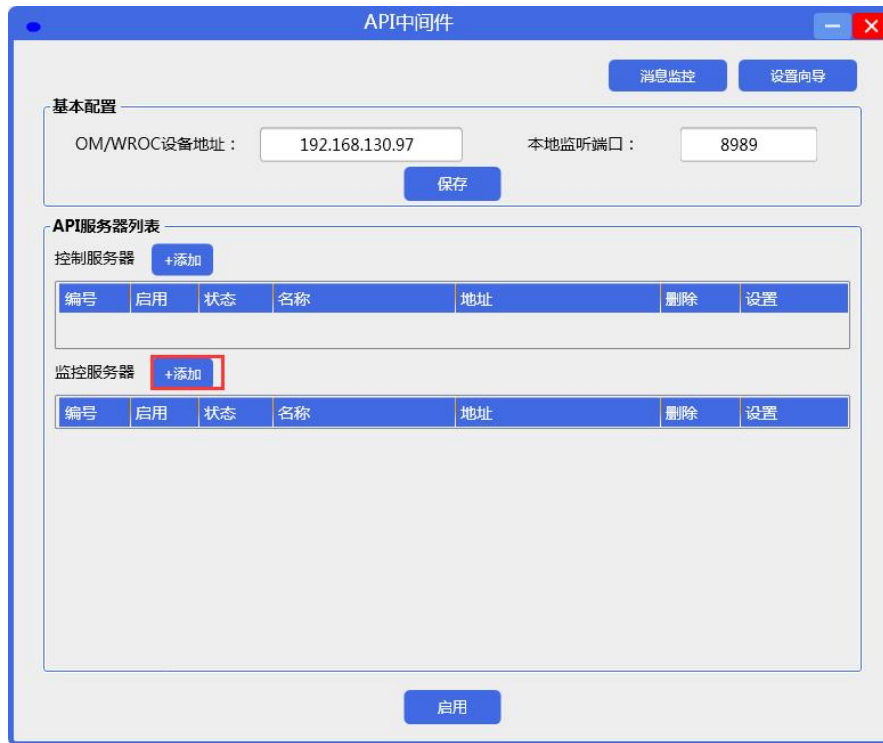 API中间件
消息监控 设置向导
基本配置
OM/WROC设备地址： 192.168.130.97 本地监听端口： 8989
保存
API服务器列表
控制服务器 +添加
编号 启用 状态 名称 地址 删除 设置
监控服务器 +添加
编号 启用 状态 名称 地址 删除 设置
启用